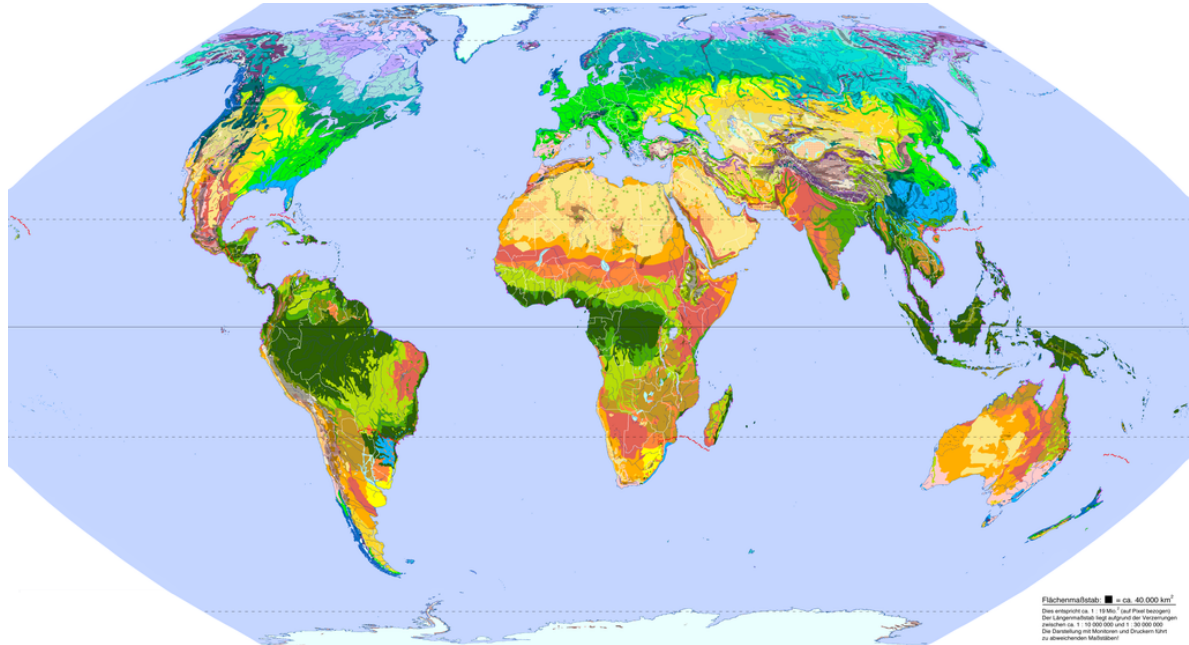 Flächenmaßstab: ■ = ca. 40.000 km²
Dies entspricht ca. 1 : 19 Mio.² (auf Pixel bezogen)
Der Längenmaßstab liegt aufgrund der Verzerrungen
zwischen ca. 1 : 10 000 000 und 1 : 30 000 000
Die Darstellung mit Monitoren und Druckern führt
zu abweichenden Maßstäben!